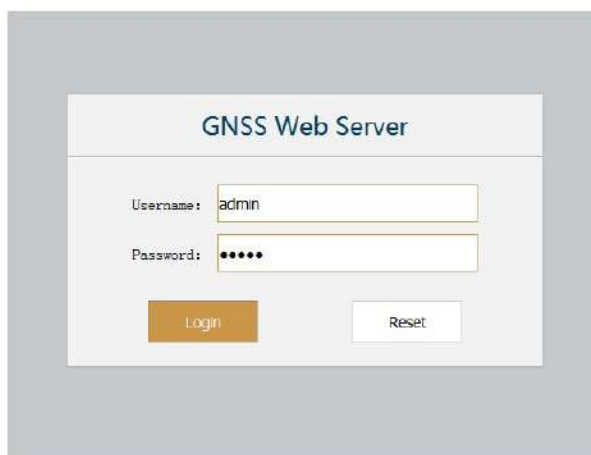 GNSS Web Server
Username: admin
Password: •••••
Login Reset